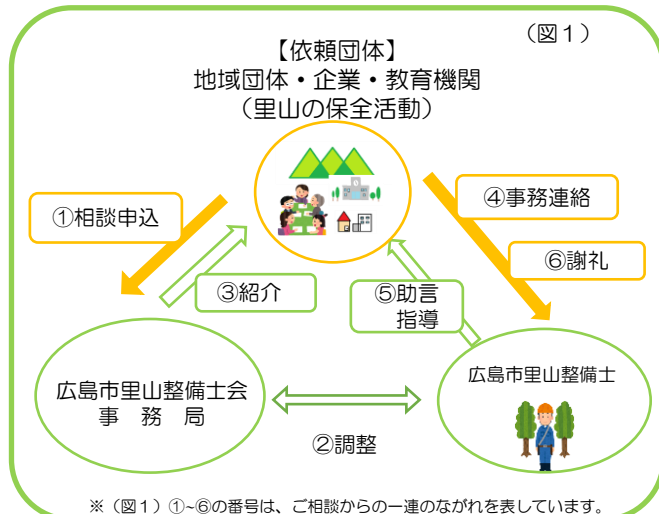 （図１）
【依頼団体】
地域団体・企業・教育機関
（里山の保全活動）
①相談申込
④事務連絡
⑥謝礼
③紹介
⑤助言
指導
広島市里山整備士会
事　務　局
広島市里山整備士
②調整
※（図１）①~⑥の番号は、ご相談からの一連のながれを表しています。